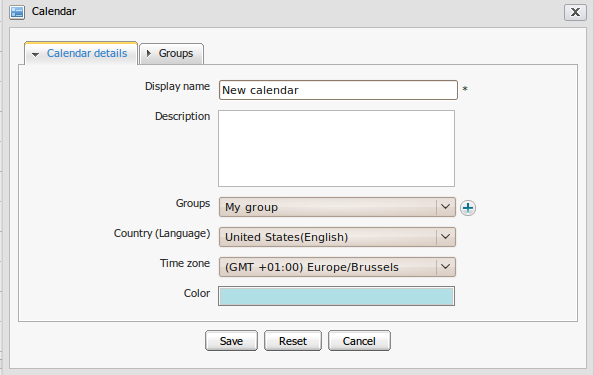 Calendar
Calendar details
Groups
Display name
New calendar
*
Description
Groups
My group
Country (Language)
United States(English)
Time zone
(GMT +01:00) Europe/Brussels
Color
Save
Reset
Cancel